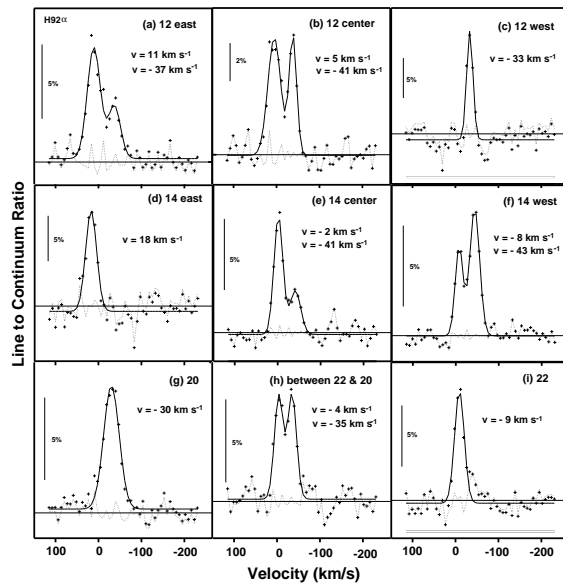 H92α
(a) 12 east
v = 11 km s⁻¹
v = - 37 km s⁻¹
5%
(b) 12 center
v = 5 km s⁻¹
v = - 41 km s⁻¹
2%
(c) 12 west
v = - 33 km s⁻¹
5%
(d) 14 east
v = 18 km s⁻¹
5%
(e) 14 center
v = - 2 km s⁻¹
v = - 41 km s⁻¹
5%
(f) 14 west
v = - 8 km s⁻¹
v = - 43 km s⁻¹
5%
(g) 20
v = - 30 km s⁻¹
5%
(h) between 22 & 20
v = - 4 km s⁻¹
v = - 35 km s⁻¹
5%
(i) 22
v = - 9 km s⁻¹
5%
Line to Continuum Ratio
100 0 -100 -200
100 0 -100 -200
100 0 -100 -200
Velocity (km/s)